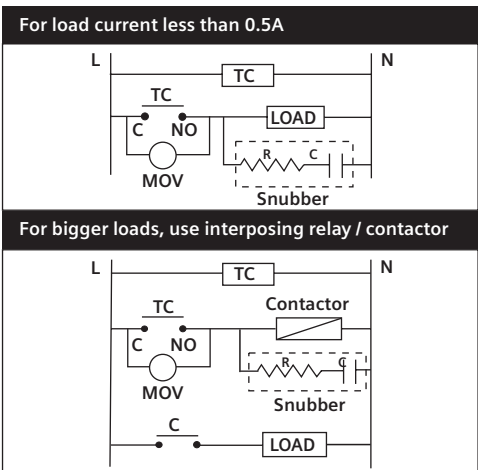 For load current less than 0.5A
L N
TC
TC
LOAD
C NO
R C
MOV
Snubber
For bigger loads, use interposing relay / contactor
L N
TC
TC Contactor
C NO
R C
MOV
Snubber
C
LOAD